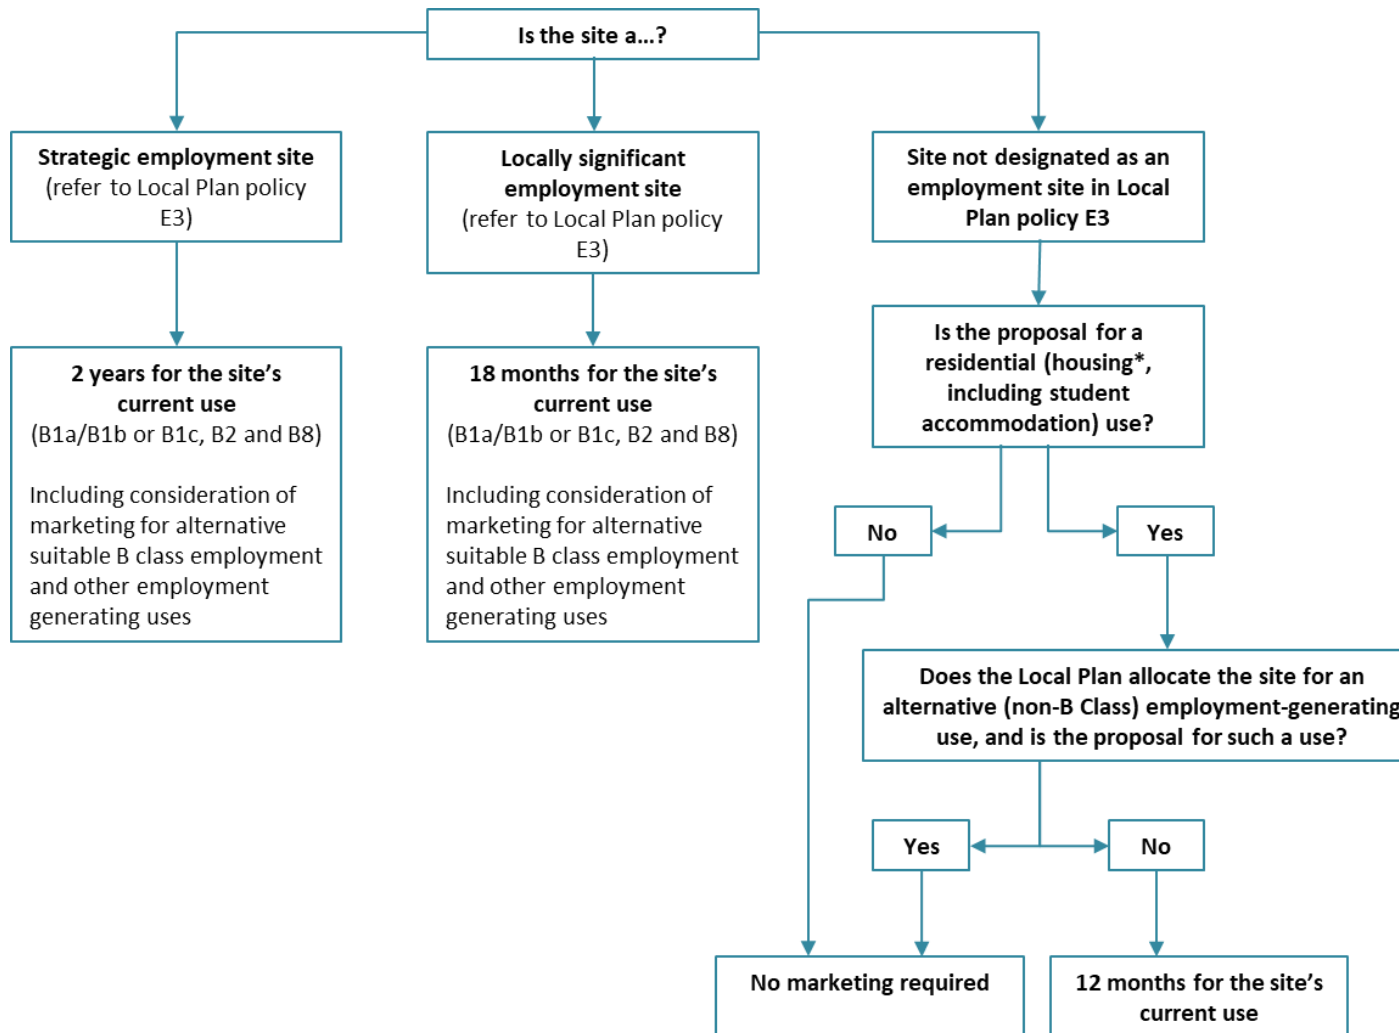 Is the site a...?
Strategic employment site
(refer to Local Plan policy
E3)
Locally significant
employment site
(refer to Local Plan policy
E3)
Site not designated as an
employment site in Local
Plan policy E3
2 years for the site's
current use
(B1a/B1b or B1c, B2 and B8)
Including consideration of
marketing for alternative
suitable B class employment
and other employment
generating uses
18 months for the site's
current use
(B1a/B1b or B1c, B2 and B8)
Including consideration of
marketing for alternative
suitable B class employment
and other employment
generating uses
Is the proposal for a
residential (housing*,
including student
accommodation) use?
No
Yes
Does the Local Plan allocate the site for an
alternative (non-B Class) employment-generating
use, and is the proposal for such a use?
Yes
No
No marketing required
12 months for the site's
current use